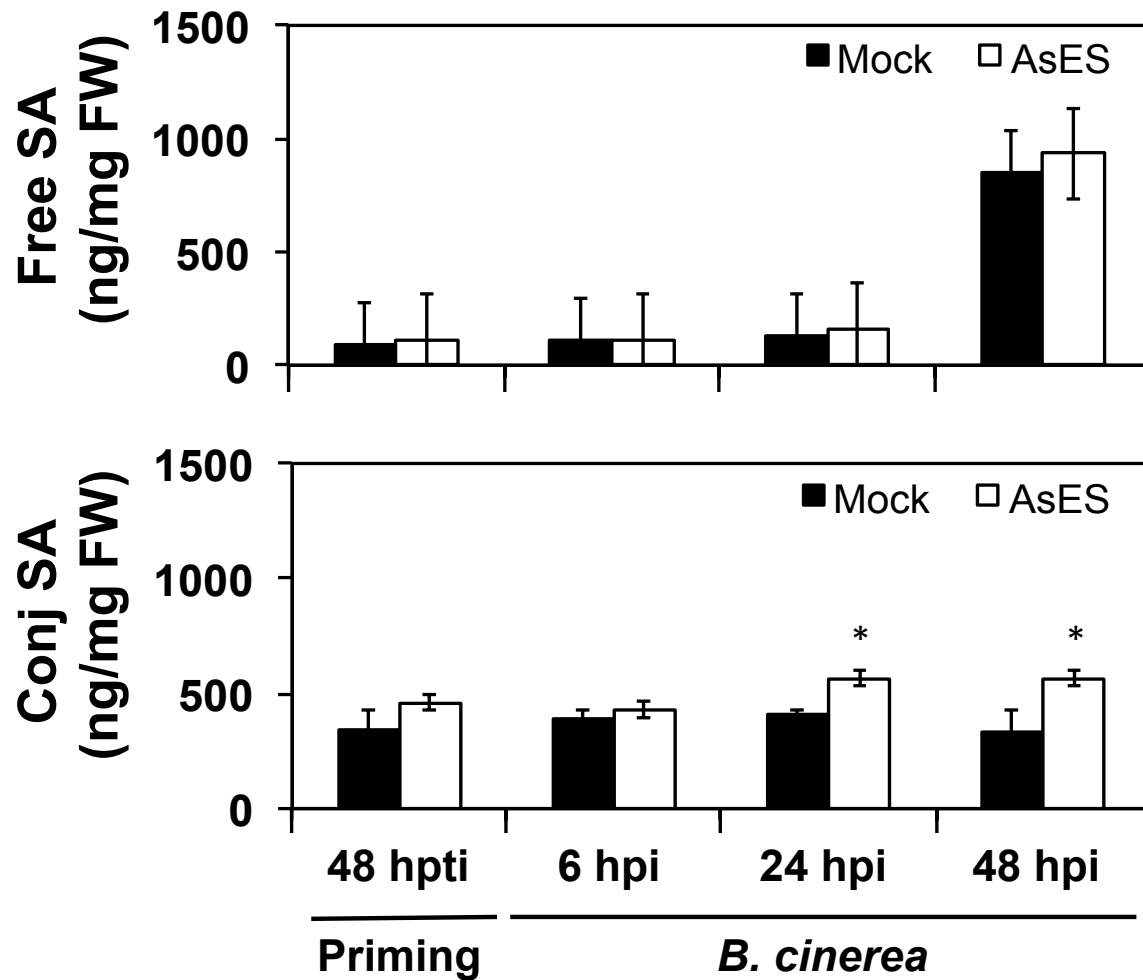 Free SA
(ng/mg FW)
1500
1000
500
0
Mock AsES
Conj SA
(ng/mg FW)
1500
1000
500
0
Mock AsES
* *
48 hpti 6 hpi 24 hpi 48 hpi
Priming B. cinerea